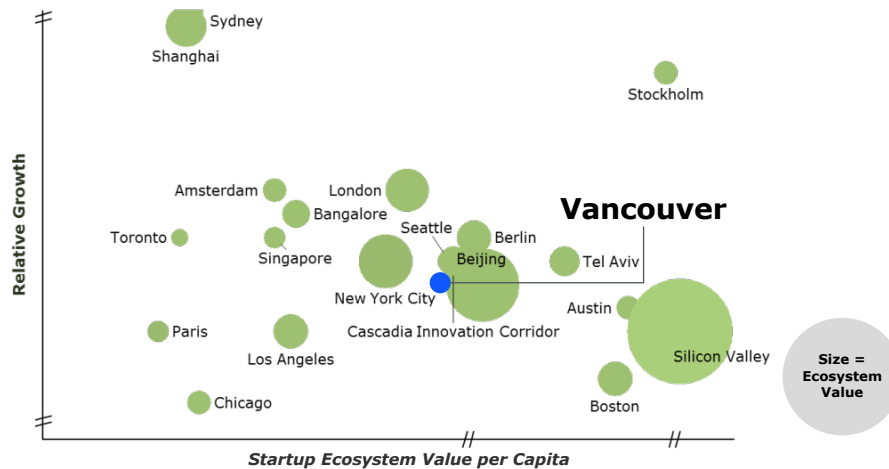 Sydney
Shanghai
Stockholm
Relative Growth
Amsterdam
London
Bangalore
Vancouver
Toronto
Seattle
Berlin
Singapore
Beijing
Tel Aviv
New York City
Austin
Paris
Cascadia Innovation Corridor
Los Angeles
Silicon Valley
Size =
Ecosystem
Value
Chicago
Boston
Startup Ecosystem Value per Capita